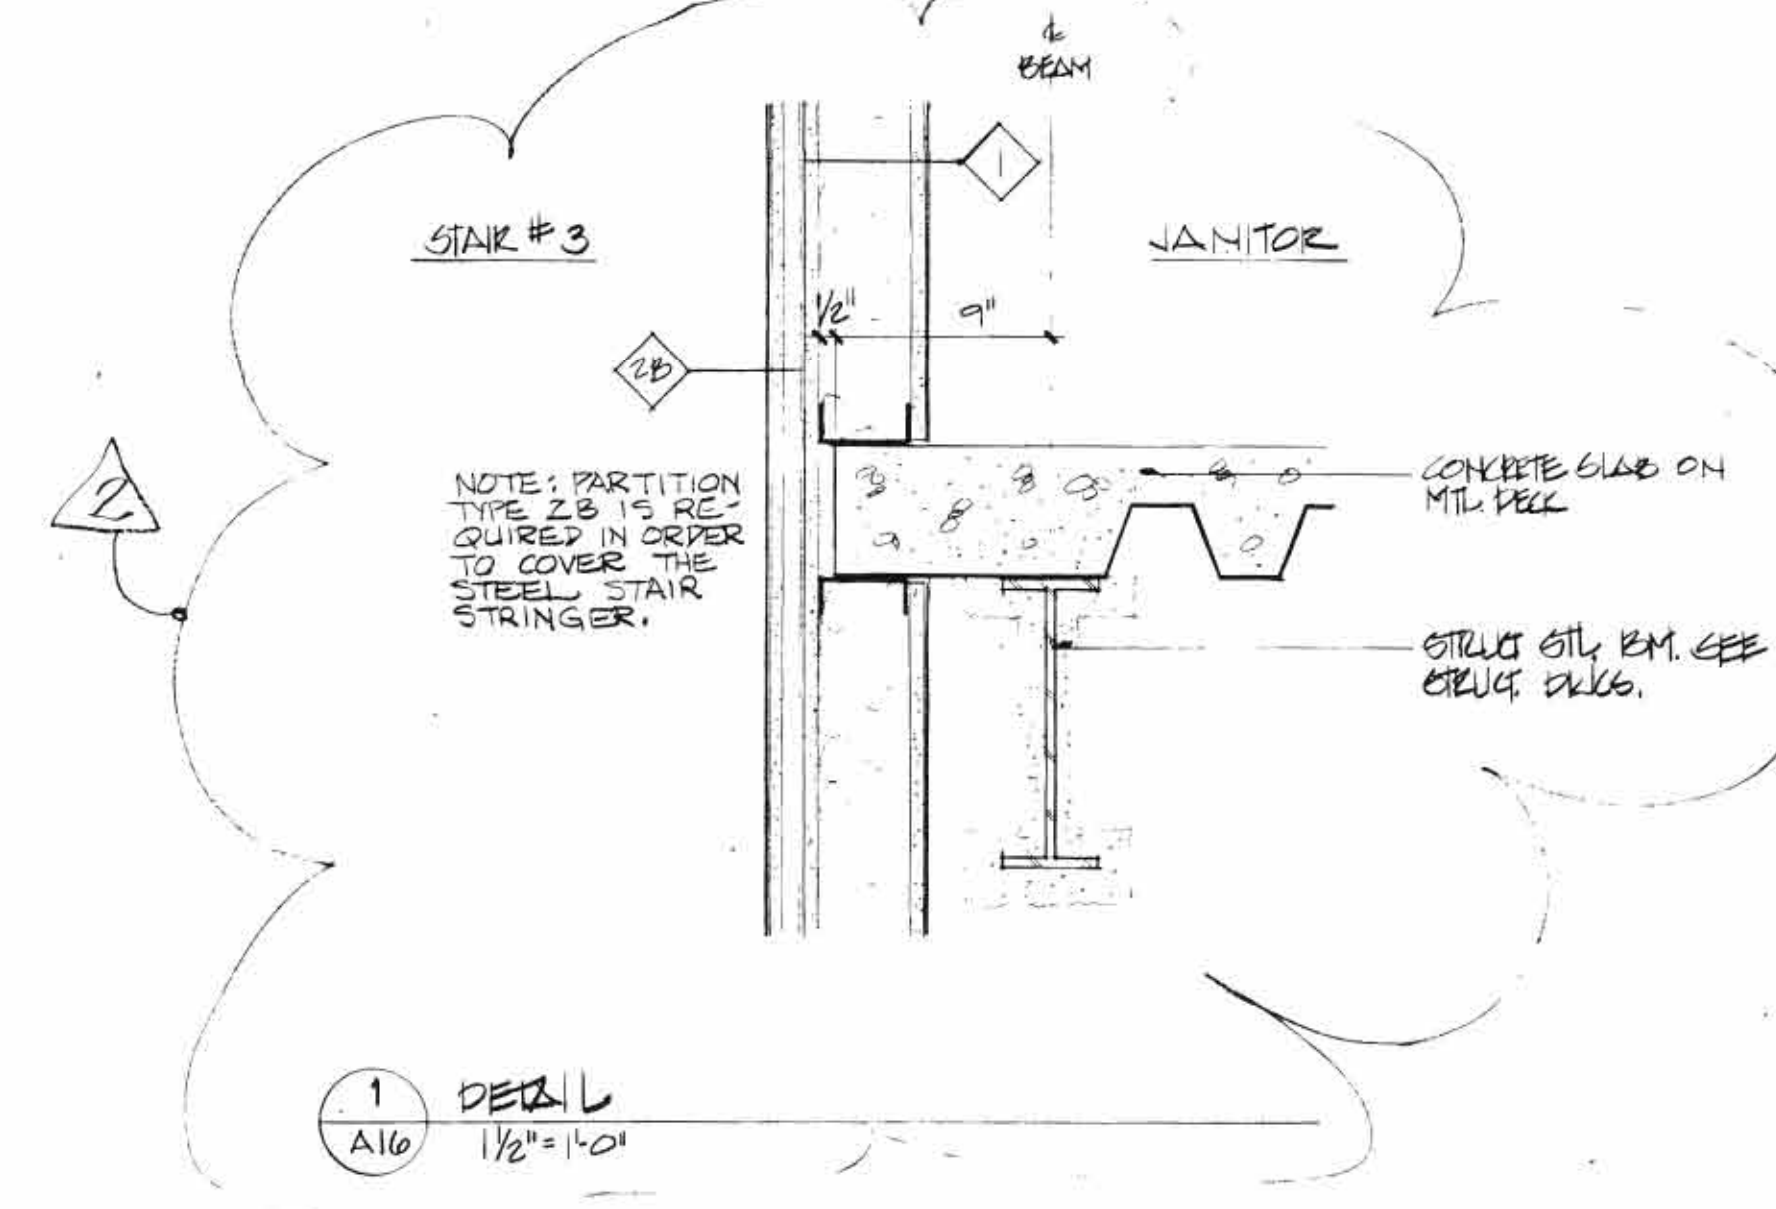 ℄
BEAM
1
STAIR # 3
JANITOR
1/2"
9"
2B
2
NOTE: PARTITION
TYPE 2B IS RE-
QUIRED IN ORDER
TO COVER THE
STEEL STAIR
STRINGER.
CONCRETE SLAB ON
MTL. DECK
STRUCT STL. BM. SEE
STRUCT. DWGS.
1
A16
DETAIL
1 1/2" = 1'-0"